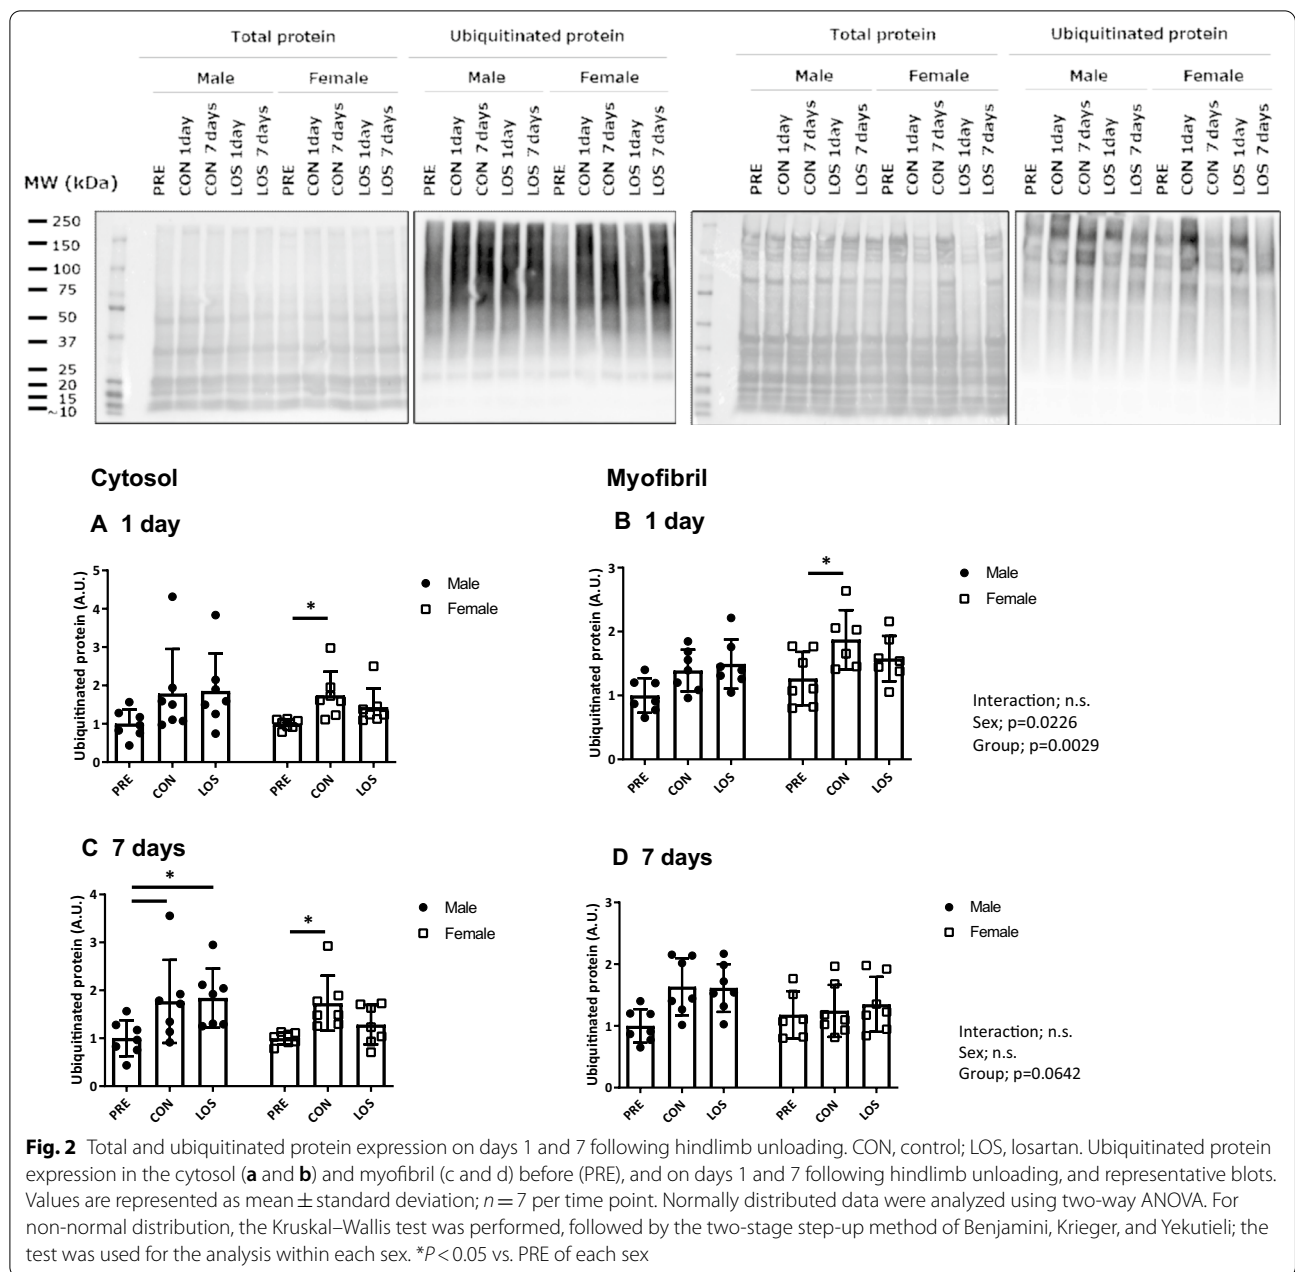 Total protein
Ubiquitinated protein
Total protein
Ubiquitinated protein
Male
Female
Male
Female
Male
Female
Male
Female
MW (kDa)
PRE
CON 1day
CON 7 days
LOS 1day
LOS 7 days
PRE
CON 1day
CON 7 days
LOS 1day
LOS 7 days
PRE
CON 1day
CON 7 days
LOS 1day
LOS 7 days
PRE
CON 1day
CON 7 days
LOS 1day
LOS 7 days
PRE
CON 1day
CON 7 days
LOS 1day
LOS 7 days
PRE
CON 1day
CON 7 days
LOS 1day
LOS 7 days
PRE
CON 1day
CON 7 days
LOS 1day
LOS 7 days
PRE
CON 1day
CON 7 days
LOS 1day
LOS 7 days
250
150
100
75
50
37
25
20
15
~10
Cytosol
Myofibril
A 1 day
B 1 day
Ubiquitinated protein (A.U.)
5
4
3
2
1
0
*
PRE
CON
LOS
PRE
CON
LOS
Male
Female
Ubiquitinated protein (A.U.)
3
2
1
0
*
PRE
CON
LOS
PRE
CON
LOS
Male
Female
Interaction; n.s.
Sex; p=0.0226
Group; p=0.0029
C 7 days
D 7 days
Ubiquitinated protein (A.U.)
4
3
2
1
0
*
*
PRE
CON
LOS
PRE
CON
LOS
Male
Female
Ubiquitinated protein (A.U.)
3
2
1
0
PRE
CON
LOS
PRE
CON
LOS
Male
Female
Interaction; n.s.
Sex; n.s.
Group; p=0.0642
Fig. 2 Total and ubiquitinated protein expression on days 1 and 7 following hindlimb unloading. CON, control; LOS, losartan. Ubiquitinated protein
expression in the cytosol (a and b) and myofibril (c and d) before (PRE), and on days 1 and 7 following hindlimb unloading, and representative blots.
Values are represented as mean ± standard deviation; n = 7 per time point. Normally distributed data were analyzed using two-way ANOVA. For
non-normal distribution, the Kruskal–Wallis test was performed, followed by the two-stage step-up method of Benjamini, Krieger, and Yekutieli; the
test was used for the analysis within each sex. *P < 0.05 vs. PRE of each sex